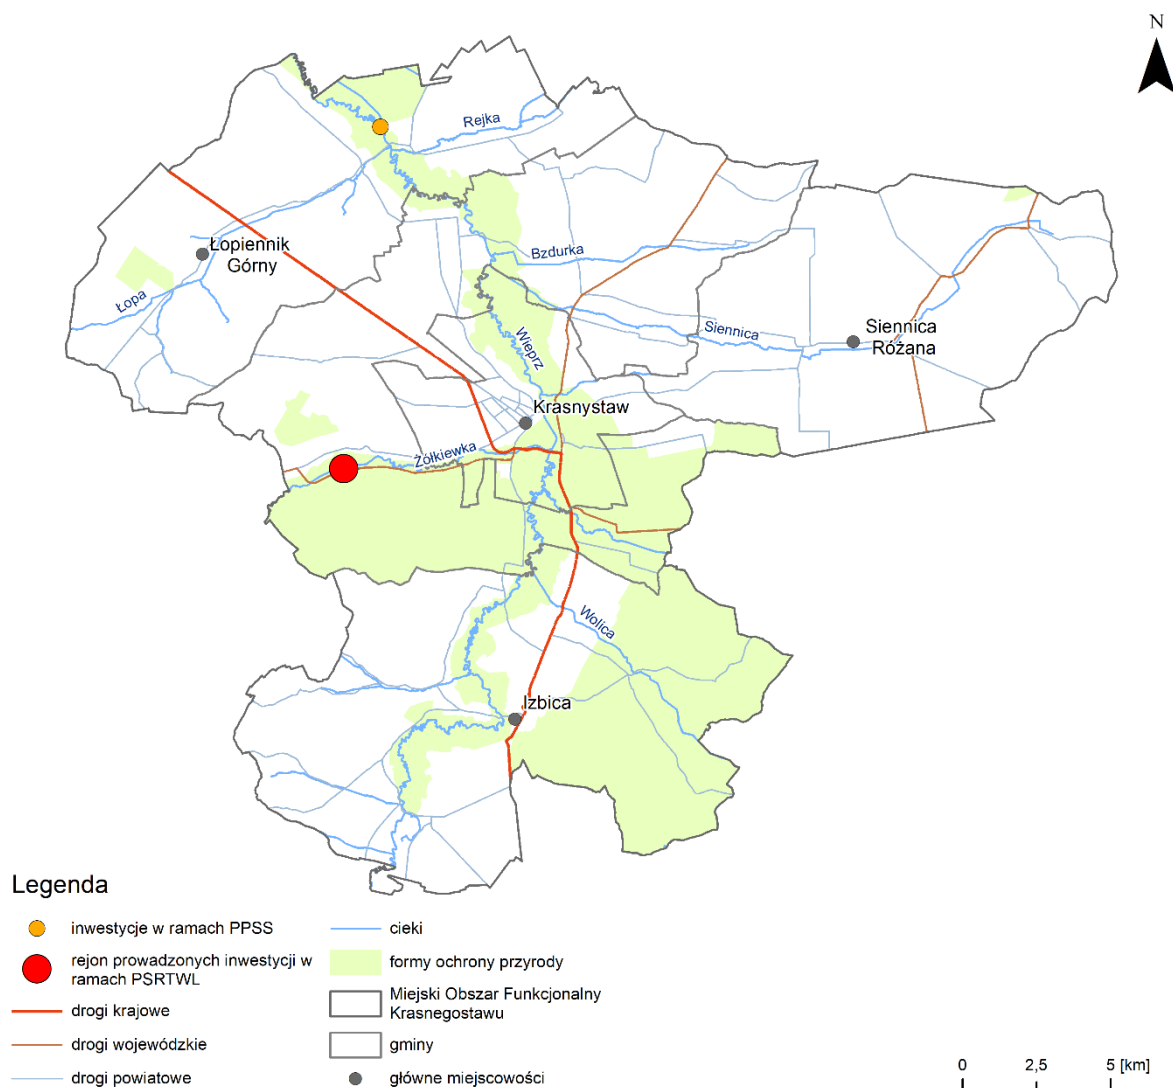 N
Rejka
Łopiennik
Górny
Bzdurka
Łopa
Siennica
Siennica
Różana
Wieprz
Krasnystaw
Żółkiewka
Wolica
Izbica
Legenda
inwestycje w ramach PPSS
rejon prowadzonych inwestycji w
ramach PSRTWL
drogi krajowe
drogi wojewódzkie
drogi powiatowe
cieki
formy ochrony przyrody
Miejski Obszar Funkcjonalny
Krasnegostawu
gminy
główne miejscowości
0 2,5 5 [km]